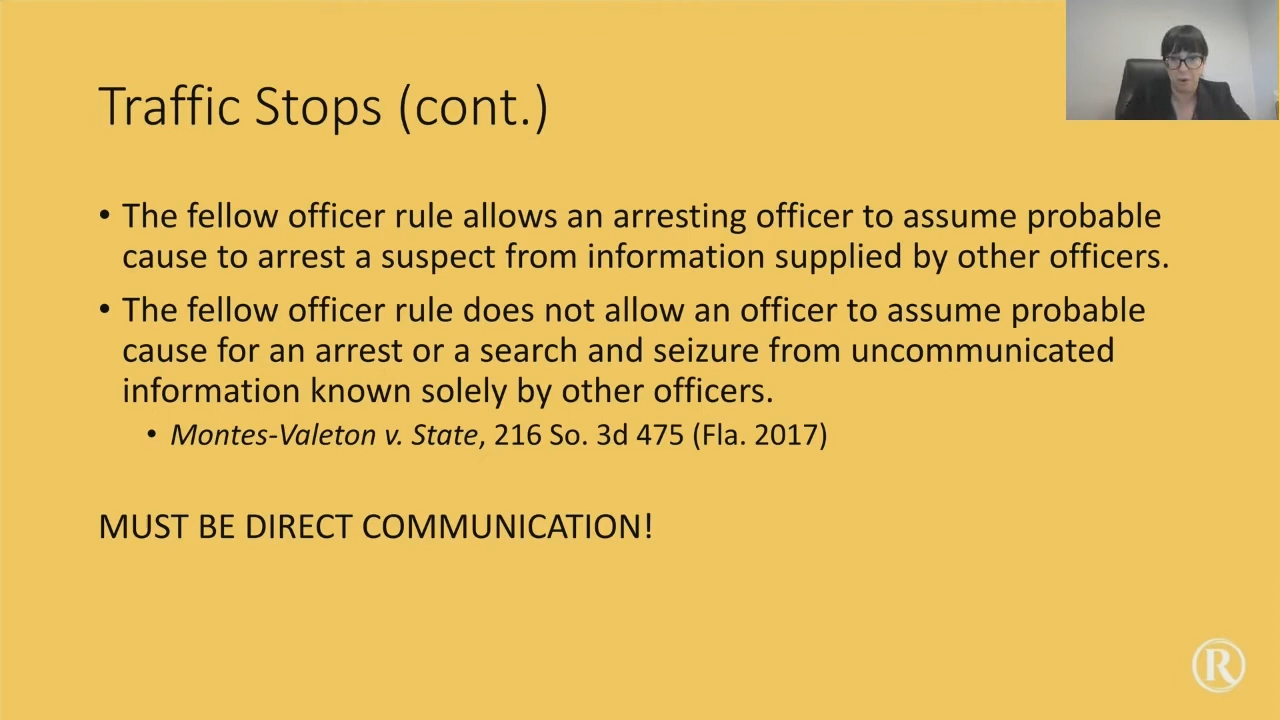 Traffic Stops (cont.)
• The fellow officer rule allows an arresting officer to assume probable
cause to arrest a suspect from information supplied by other officers.
• The fellow officer rule does not allow an officer to assume probable
cause for an arrest or a search and seizure from uncommunicated
information known solely by other officers.
• Montes-Valeton v. State, 216 So. 3d 475 (Fla. 2017)
MUST BE DIRECT COMMUNICATION!
R